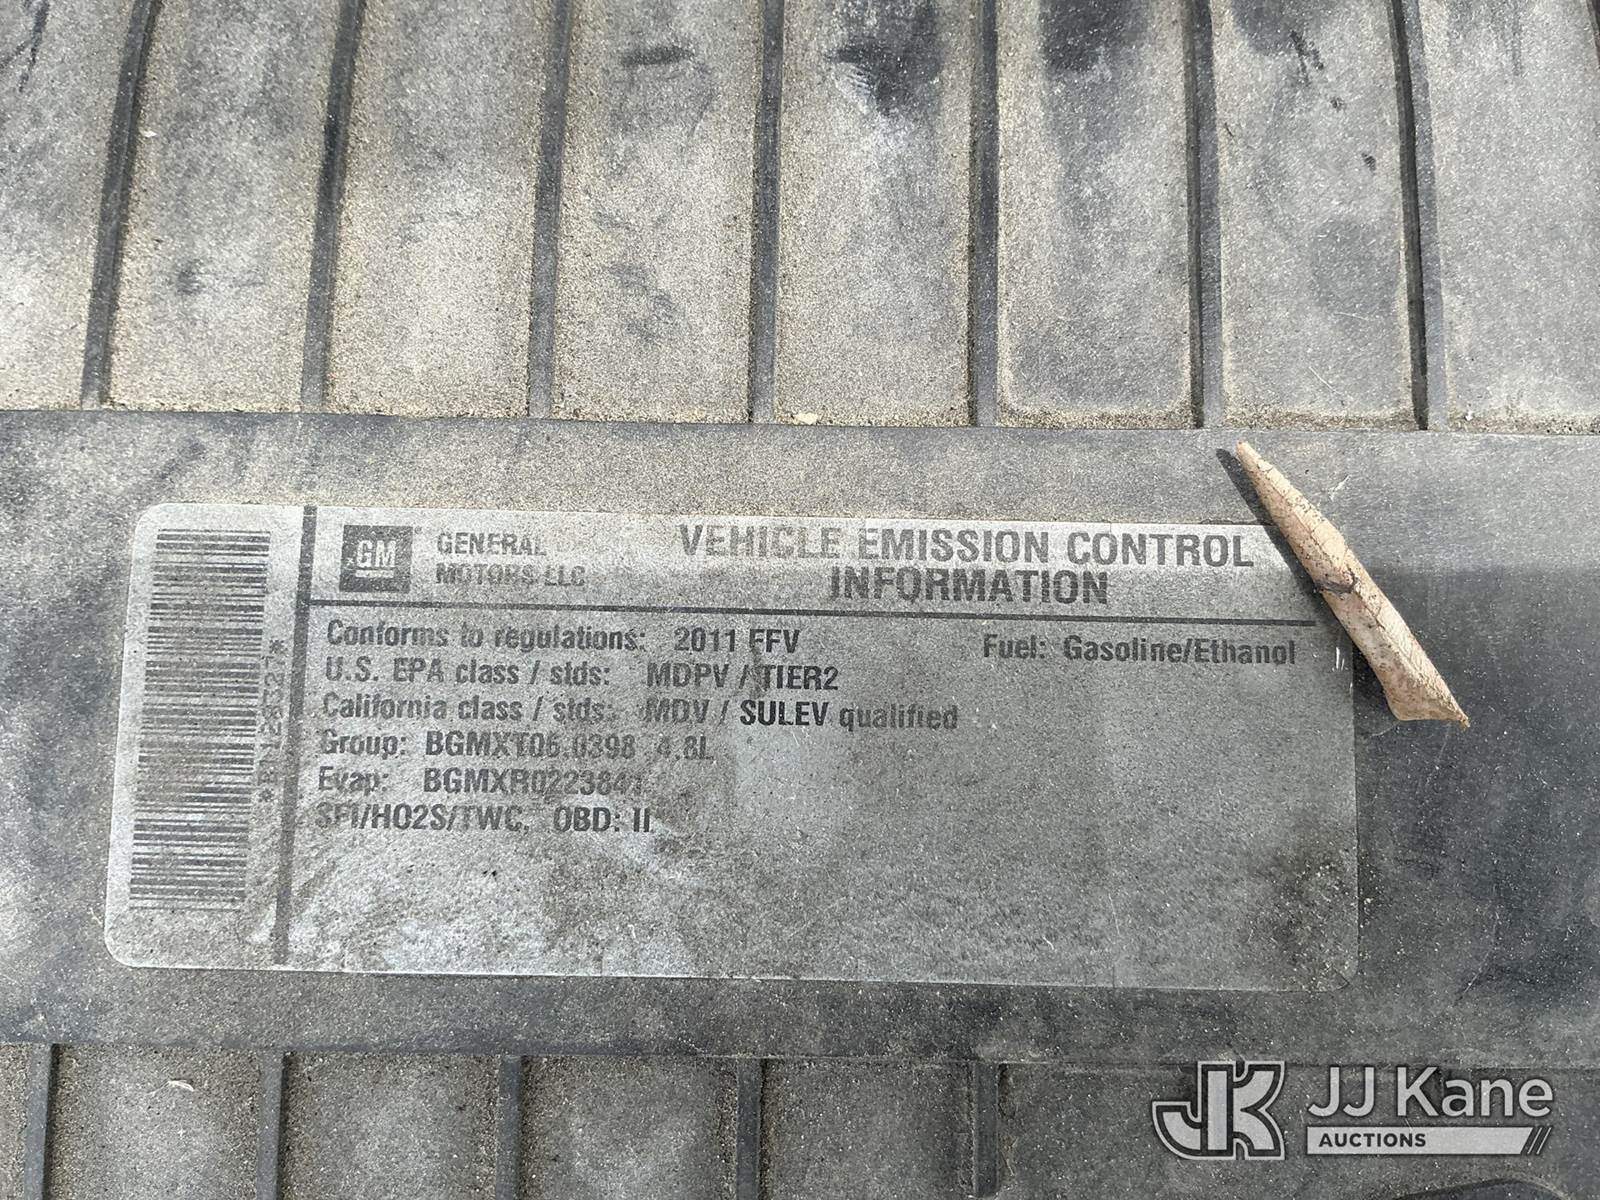 GM
GENERAL
MOTORS LLC
VEHICLE EMISSION CONTROL
INFORMATION
Conforms to regulations: 2011 FFV
Fuel: Gasoline/Ethanol
U.S. EPA class / stds: MDPV / TIER2
California class / stds: MDV / SULEV qualified
Group: BGMXT06.0398 4.8L
Evap: BGMXR0223841
SFI/HO2S/TWC, OBD: II
JK JJ Kane
AUCTIONS